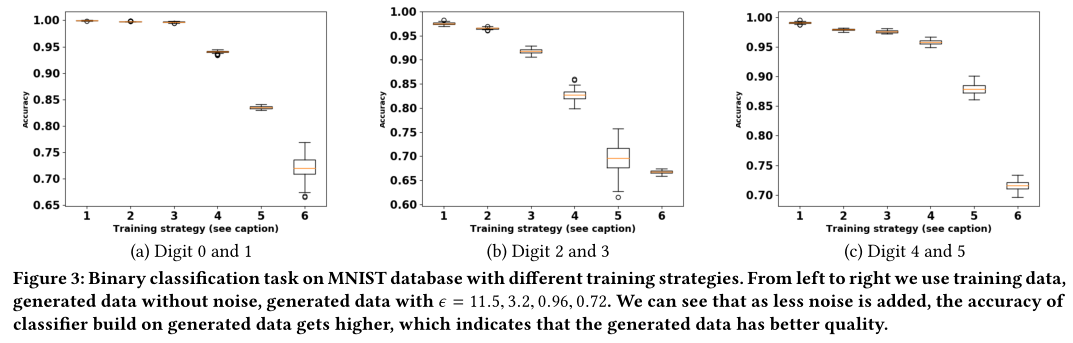 1.00
0.95
0.90
0.85
0.80
0.75
0.70
0.65
Accuracy
1 2 3 4 5 6
Training strategy (see caption)
(a) Digit 0 and 1
1.00
0.95
0.90
0.85
0.80
0.75
0.70
0.65
0.60
Accuracy
1 2 3 4 5 6
Training strategy (see caption)
(b) Digit 2 and 3
1.00
0.95
0.90
0.85
0.80
0.75
0.70
Accuracy
1 2 3 4 5 6
Training strategy (see caption)
(c) Digit 4 and 5
Figure 3: Binary classification task on MNIST database with different training strategies. From left to right we use training data,
generated data without noise, generated data with ϵ = 11.5, 3.2, 0.96, 0.72. We can see that as less noise is added, the accuracy of
classifier build on generated data gets higher, which indicates that the generated data has better quality.